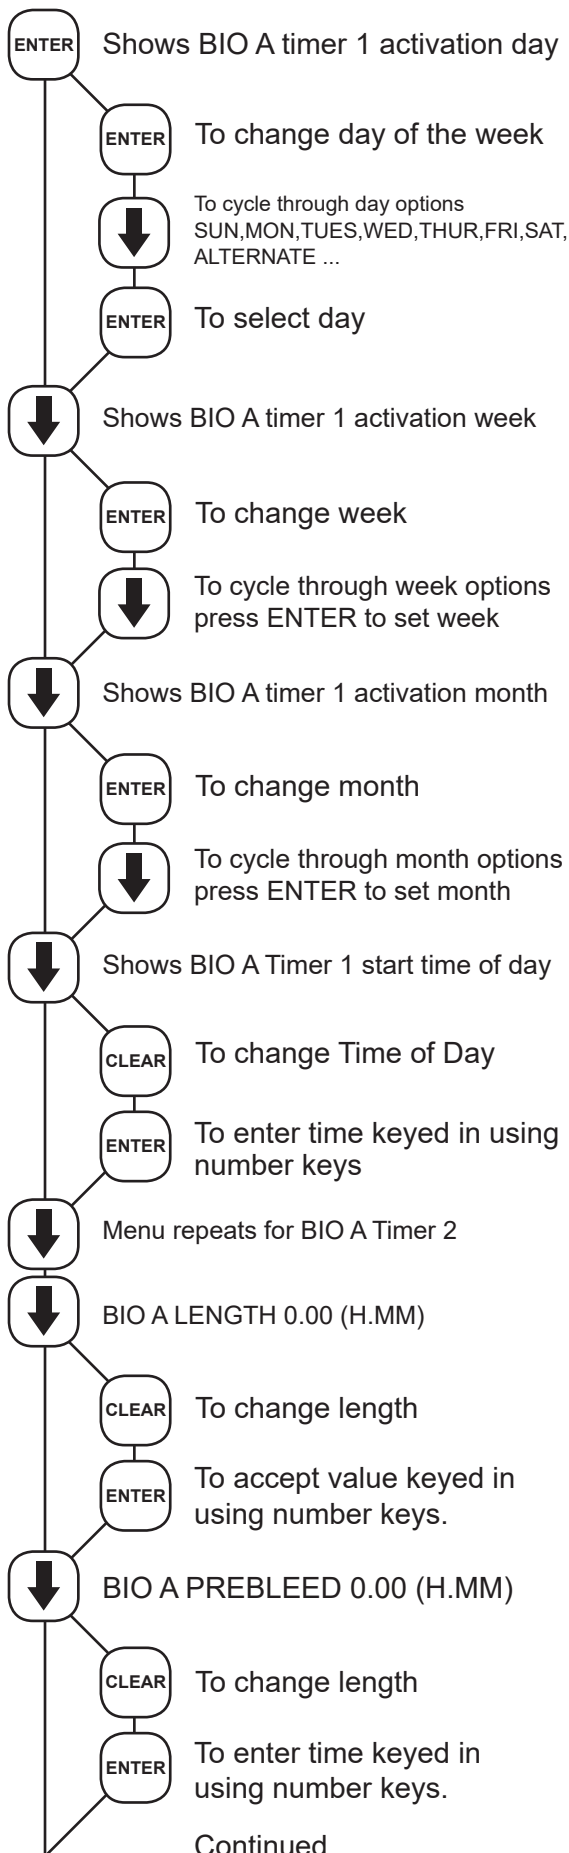 ENTER Shows BIO A timer 1 activation day
ENTER To change day of the week
To cycle through day options
SUN,MON,TUES,WED,THUR,FRI,SAT,
ALTERNATE ...
ENTER To select day
Shows BIO A timer 1 activation week
ENTER To change week
To cycle through week options
press ENTER to set week
Shows BIO A timer 1 activation month
ENTER To change month
To cycle through month options
press ENTER to set month
Shows BIO A Timer 1 start time of day
CLEAR To change Time of Day
ENTER To enter time keyed in using
number keys
Menu repeats for BIO A Timer 2
BIO A LENGTH 0.00 (H.MM)
CLEAR To change length
ENTER To accept value keyed in
using number keys.
BIO A PREBLEED 0.00 (H.MM)
CLEAR To change length
ENTER To enter time keyed in
using number keys.
Continued